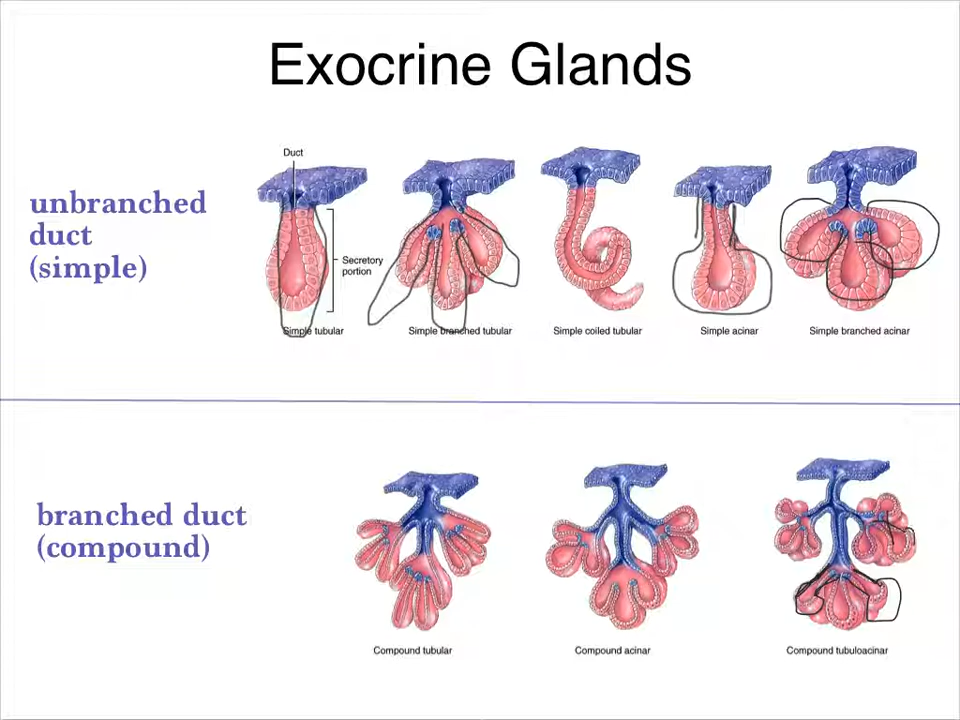 Exocrine Glands
Duct
unbranched
duct
(simple)
Secretory
portion
Simple tubular
Simple branched tubular
Simple coiled tubular
Simple acinar
Simple branched acinar
branched duct
(compound)
Compound tubular
Compound acinar
Compound tubuloacinar